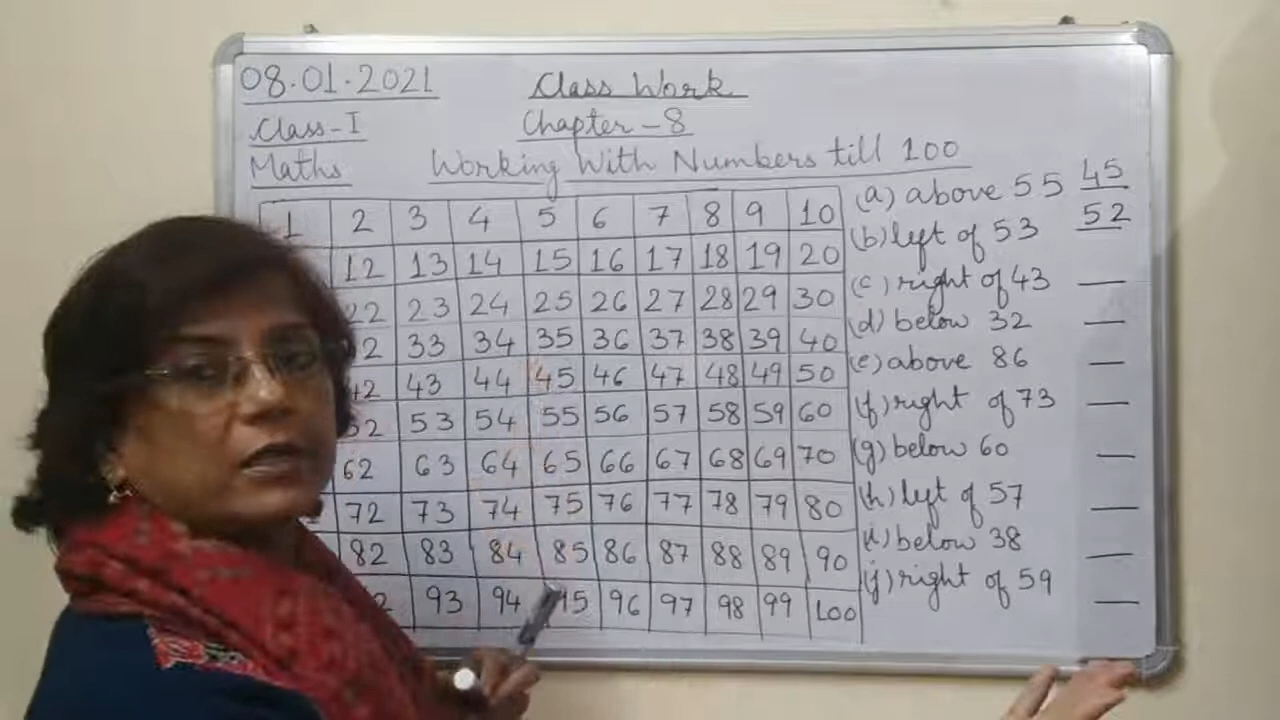 08.01.2021 Class Work
Class-I Chapter-8
Maths Working With Numbers till 100
1 2 3 4 5 6 7 8 9 10
12 13 14 15 16 17 18 19 20
22 23 24 25 26 27 28 29 30
2 33 34 35 36 37 38 39 40
42 43 44 45 46 47 48 49 50
52 53 54 55 56 57 58 59 60
62 63 64 65 66 67 68 69 70
72 73 74 75 76 77 78 79 80
82 83 84 85 86 87 88 89 90
2 93 94 95 96 97 98 99 100
(a) above 55 45
(b) left of 53 52
(c) right of 43
(d) below 32
(e) above 86
(f) right of 73
(g) below 60
(h) left of 57
(i) below 38
(j) right of 59